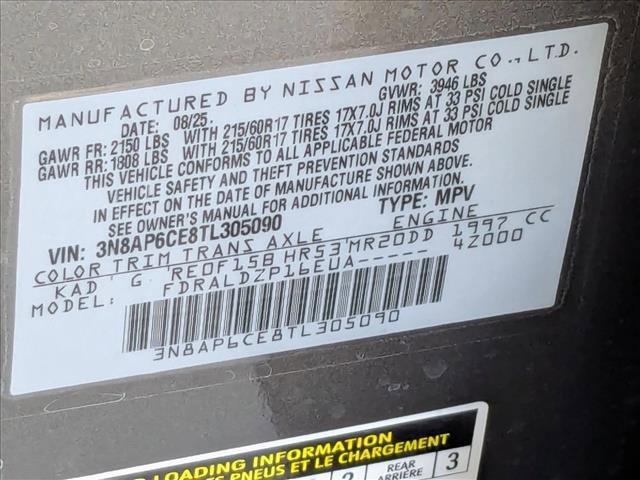 MANUFACTURED BY NISSAN MOTOR CO., LTD.
DATE: 08/25. GVWR: 3946 LBS
GAWR FR: 2150 LBS WITH 215/60R17 TIRES 17X7.0J RIMS AT 33 PSI COLD SINGLE
GAWR RR: 1808 LBS WITH 215/60R17 TIRES 17X7.0J RIMS AT 33 PSI COLD SINGLE
THIS VEHICLE CONFORMS TO ALL APPLICABLE FEDERAL MOTOR
VEHICLE SAFETY AND THEFT PREVENTION STANDARDS
IN EFFECT ON THE DATE OF MANUFACTURE SHOWN ABOVE.
SEE OWNER'S MANUAL FOR ADDITIONAL INFORMATION.
VIN: 3N8AP6CE8TL305090 TYPE: MPV
COLOR TRIM TRANS AXLE ENGINE
KAD' G 'RE0F15B HR53'MR20DD 1997 CC
MODEL: FDRALDZP16EUA----- 4Z000
3N8AP6CE8TL305090
LOADING INFORMATION
PNEUS ET LE CHARGEMENT
2 REAR 3
ARRIÈRE